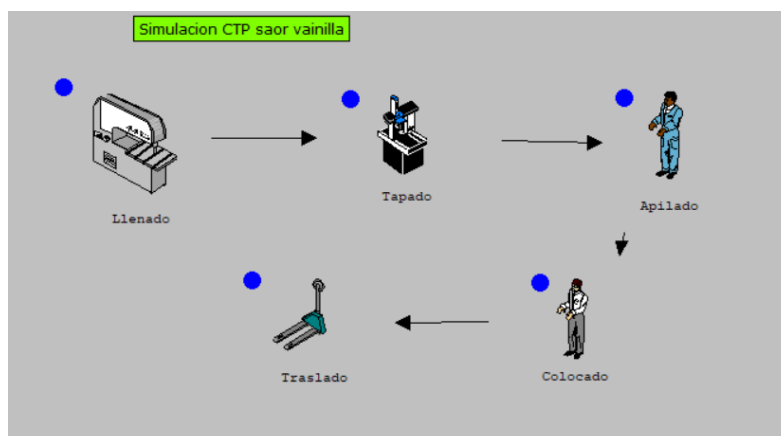 Simulacion CTP saor vainilla
Llenado
Tapado
Apilado
Traslado
Colocado